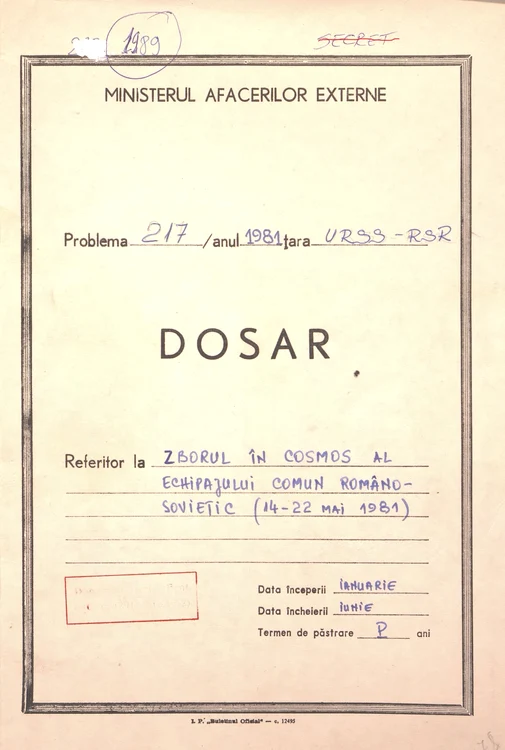 1989
SECRET
MINISTERUL AFACERILOR EXTERNE
Problema 217 /anul 1981 țara URSS - RSR
DOSAR
Referitor la ZBORUL ÎN COSMOS AL
ECHIPAJULUI COMUN ROMÂNO-
SOVIETIC (14-22 MAI 1981)
Data începerii IANUARIE
Data încheierii IUNIE
Termen de păstrare P ani
I. P. „Buletinul Oficial" — c. 12495